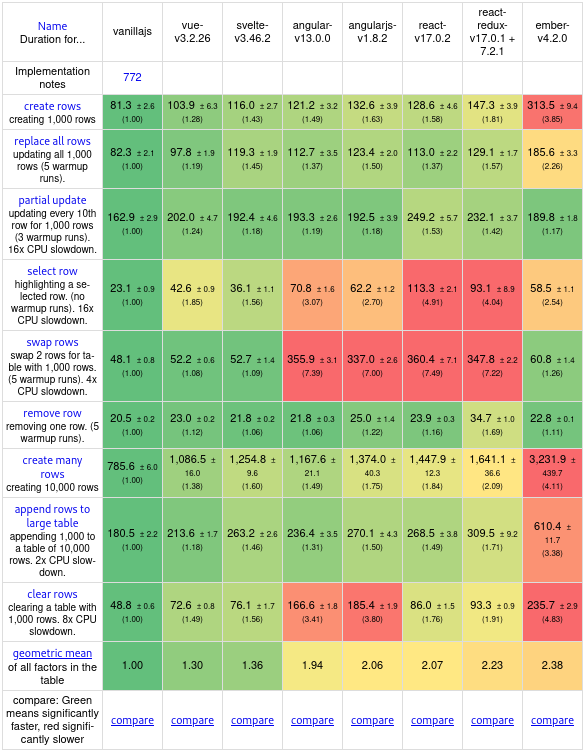 Name
Duration for...
vanillajs
vue-
v3.2.26
svelte-
v3.46.2
angular-
v13.0.0
angularjs-
v1.8.2
react-
v17.0.2
react-
redux-
v17.0.1 +
7.2.1
ember-
v4.2.0
Implementation
notes
772
create rows
creating 1,000 rows
81.3 ± 2.6
(1.00)
103.9 ± 6.3
(1.28)
116.0 ± 2.7
(1.43)
121.2 ± 3.2
(1.49)
132.6 ± 3.9
(1.63)
128.6 ± 4.6
(1.58)
147.3 ± 3.9
(1.81)
313.5 ± 9.4
(3.85)
replace all rows
updating all 1,000
rows (5 warmup
runs).
82.3 ± 2.1
(1.00)
97.8 ± 1.9
(1.19)
119.3 ± 1.9
(1.45)
112.7 ± 3.5
(1.37)
123.4 ± 2.0
(1.50)
113.0 ± 2.2
(1.37)
129.1 ± 1.7
(1.57)
185.6 ± 3.3
(2.26)
partial update
updating every 10th
row for 1,000 rows
(3 warmup runs).
16x CPU slowdown.
162.9 ± 2.9
(1.00)
202.0 ± 4.7
(1.24)
192.4 ± 4.6
(1.18)
193.3 ± 2.6
(1.19)
192.5 ± 3.9
(1.18)
249.2 ± 5.7
(1.53)
232.1 ± 3.7
(1.42)
189.8 ± 1.8
(1.17)
select row
highlighting a se-
lected row. (no
warmup runs). 16x
CPU slowdown.
23.1 ± 0.9
(1.00)
42.6 ± 0.9
(1.85)
36.1 ± 1.1
(1.56)
70.8 ± 1.6
(3.07)
62.2 ± 1.2
(2.70)
113.3 ± 2.1
(4.91)
93.1 ± 8.9
(4.04)
58.5 ± 1.1
(2.54)
swap rows
swap 2 rows for ta-
ble with 1,000 rows.
(5 warmup runs). 4x
CPU slowdown.
48.1 ± 0.8
(1.00)
52.2 ± 0.6
(1.08)
52.7 ± 1.4
(1.09)
355.9 ± 3.1
(7.39)
337.0 ± 2.6
(7.00)
360.4 ± 7.1
(7.49)
347.8 ± 2.2
(7.22)
60.8 ± 1.4
(1.26)
remove row
removing one row. (5
warmup runs).
20.5 ± 0.2
(1.00)
23.0 ± 0.2
(1.12)
21.8 ± 0.2
(1.06)
21.8 ± 0.3
(1.06)
25.0 ± 1.4
(1.22)
23.9 ± 0.3
(1.16)
34.7 ± 1.0
(1.69)
22.8 ± 0.1
(1.11)
create many
rows
creating 10,000 rows
785.6 ± 6.0
(1.00)
1,086.5 ±
16.0
(1.38)
1,254.8 ±
9.6
(1.60)
1,167.6 ±
21.1
(1.49)
1,374.0 ±
40.3
(1.75)
1,447.9 ±
12.3
(1.84)
1,641.1 ±
36.6
(2.09)
3,231.9 ±
439.7
(4.11)
append rows to
large table
appending 1,000 to
a table of 10,000
rows. 2x CPU slow-
down.
180.5 ± 2.2
(1.00)
213.6 ± 1.7
(1.18)
263.2 ± 2.6
(1.46)
236.4 ± 3.5
(1.31)
270.1 ± 4.3
(1.50)
268.5 ± 3.8
(1.49)
309.5 ± 9.2
(1.71)
610.4 ±
11.7
(3.38)
clear rows
clearing a table with
1,000 rows. 8x CPU
slowdown.
48.8 ± 0.6
(1.00)
72.6 ± 0.8
(1.49)
76.1 ± 1.7
(1.56)
166.6 ± 1.8
(3.41)
185.4 ± 1.9
(3.80)
86.0 ± 1.5
(1.76)
93.3 ± 0.9
(1.91)
235.7 ± 2.9
(4.83)
geometric mean
of all factors in the
table
1.00
1.30
1.36
1.94
2.06
2.07
2.23
2.38
compare: Green
means significantly
faster, red signifi-
cantly slower
compare
compare
compare
compare
compare
compare
compare
compare